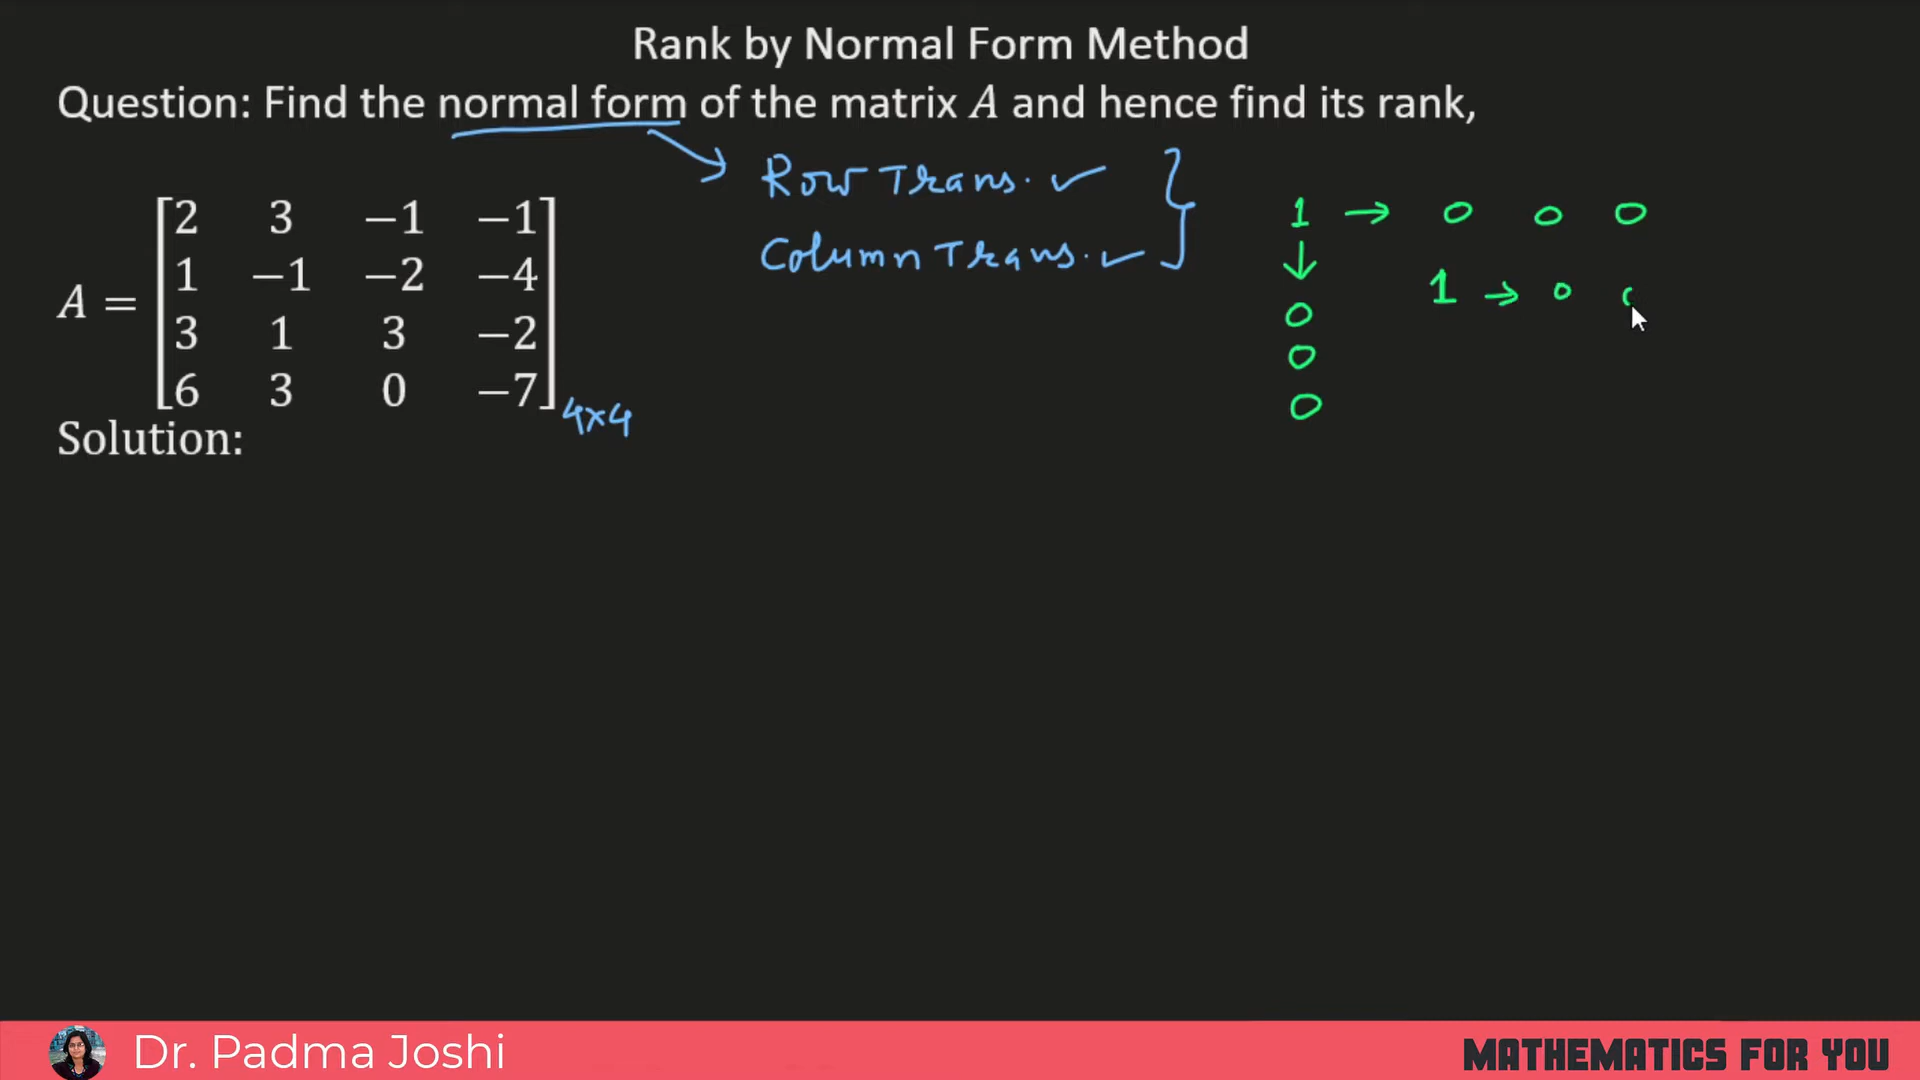 Rank by Normal Form Method
Question: Find the normal form of the matrix A and hence find its rank,
Row Trans. ✓
Column Trans. ✓
A = [2 3 −1 −1
1 −1 −2 −4
3 1 3 −2
6 3 0 −7] 4x4
1 → 0 0 0
↓
1 → 0
0
0
0
Solution:
Dr. Padma Joshi
MATHEMATICS FOR YOU